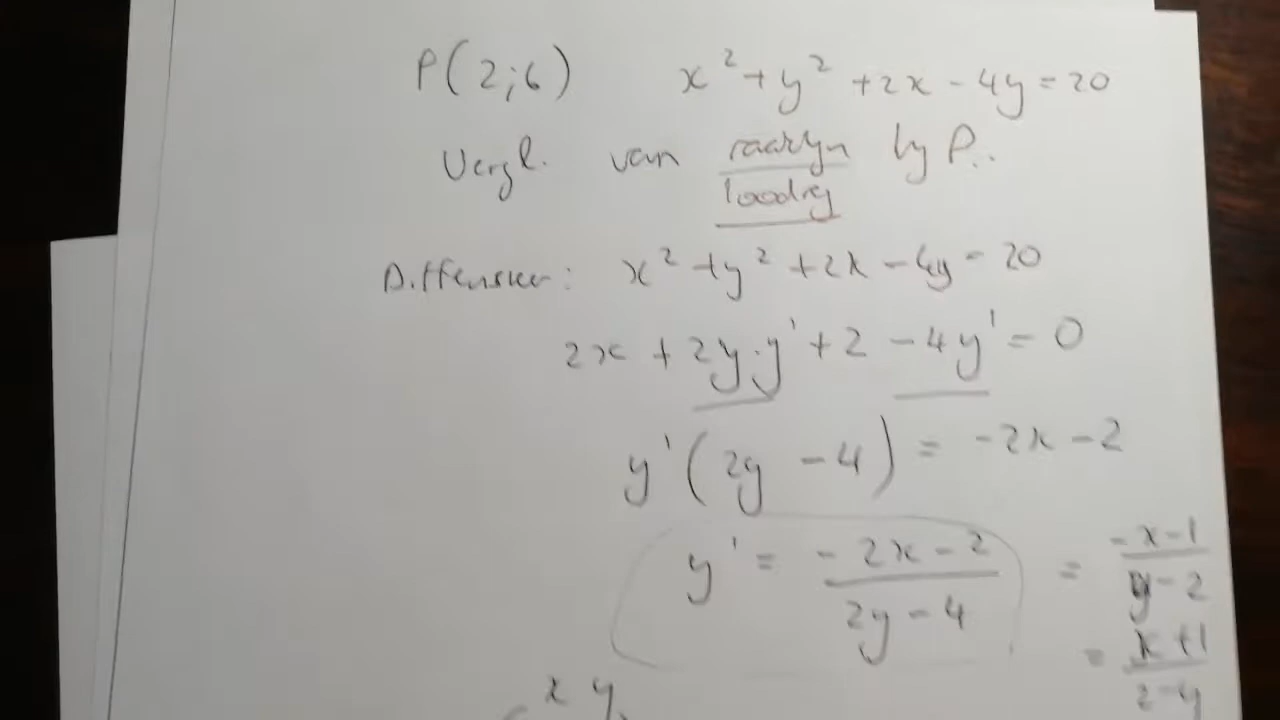 P(2;6) x² + y² + 2x - 4y = 20
Vergl. van raaklyn by P..
loodreg
Differensieer: x² + y² + 2x - 4y = 20
2x + 2y.y' + 2 - 4y' = 0
y'(2y - 4) = -2x - 2
y' = (-2x - 2)/(2y - 4) = (-x-1)/(y-2)
= (x+1)/(2-y)
x y